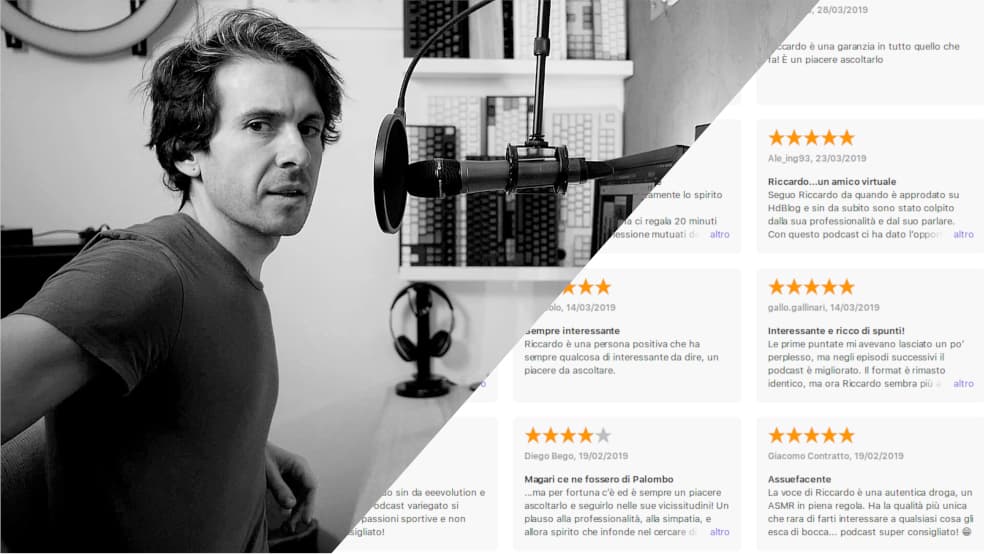 28/03/2019
Riccardo è una garanzia in tutto quello che
fa! È un piacere ascoltarlo
Ale_ing93, 23/03/2019
Riccardo...un amico virtuale
Seguo Riccardo da quando è approdato su
HdBlog e sin da subito sono stato colpito
dalla sua professionalità e dal suo parlare.
Con questo podcast ci ha dato l'oppor
altro
lo spirito
ci regala 20 minuti
mutuati
altro
14/03/2019
Sempre interessante
Riccardo è una persona positiva che ha
sempre qualcosa di interessante da dire, un
piacere da ascoltare.
gallo.gallinari, 14/03/2019
Interessante e ricco di spunti!
Le prime puntate mi avevano lasciato un po'
perplesso, ma negli episodi successivi il
podcast è migliorato. Il format è rimasto
identico, ma ora Riccardo sembra più
altro
sin da eeevolution e
podcast variegato si
passioni sportive e non
Diego Bego, 19/02/2019
Magari ce ne fossero di Palombo
...ma per fortuna c'è ed è sempre un piacere
ascoltarlo e seguirlo nelle sue vicissitudini! Un
plauso alla professionalità, alla simpatia, e
allora spirito che infonde nel cercare di
altro
Giacomo Contratto, 19/02/2019
Assuefacente
La voce di Riccardo è una autentica droga, un
ASMR in piena regola. Ha la qualità più unica
che rara di farti interessare a qualsiasi cosa gli
esca di bocca... podcast super consigliato! 😁